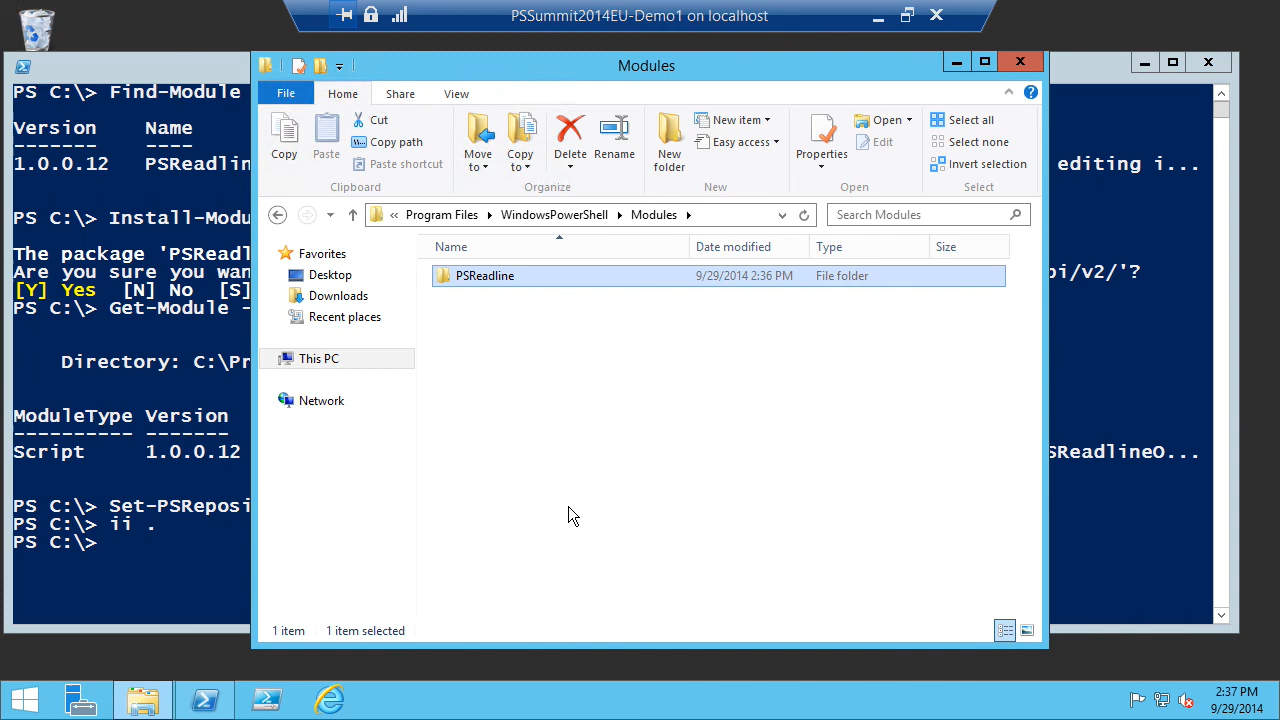 PSSummit2014EU-Demo1 on localhost
PS C:\> Find-Module
Version Name
------- ----
1.0.0.12 PSReadlin
editing i...
PS C:\> Install-Modu
The package 'PSReadl
Are you sure you wan
pi/v2/'?
[Y] Yes [N] No [S]
PS C:\> Get-Module -
Directory: C:\Pr
ModuleType Version
---------- -------
Script 1.0.0.12
SReadlineO...
PS C:\> Set-PSReposi
PS C:\> ii .
PS C:\>
Modules
File Home Share View
Copy
Paste
Cut
Copy path
Paste shortcut
Clipboard
Move to
Copy to
Delete
Rename
Organize
New folder
New item
Easy access
New
Properties
Open
Edit
Open
Select all
Select none
Invert selection
Select
« Program Files WindowsPowerShell Modules
Search Modules
Favorites
Desktop
Downloads
Recent places
This PC
Network
Name Date modified Type Size
PSReadline 9/29/2014 2:36 PM File folder
1 item 1 item selected
2:37 PM
9/29/2014